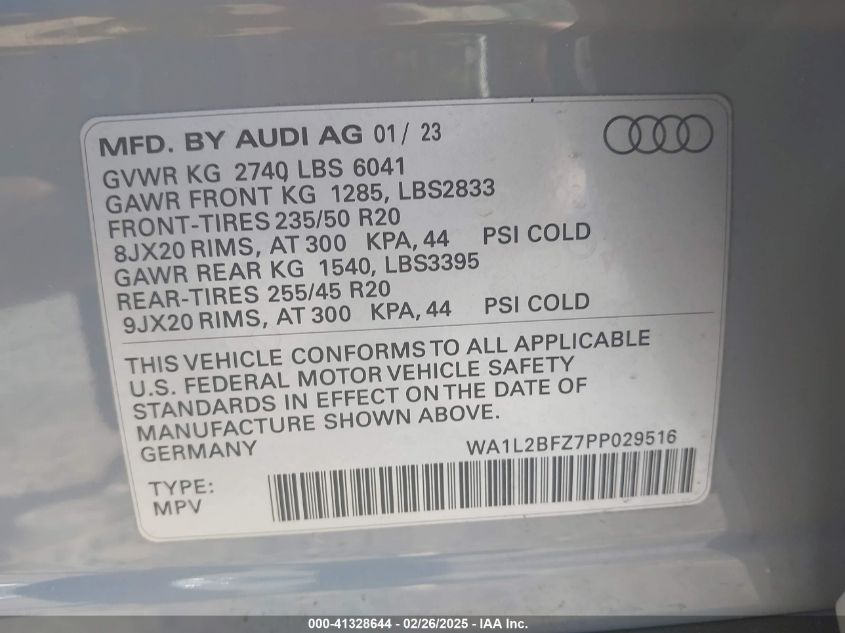 MFD. BY AUDI AG 01/ 23
GVWR KG 2740 LBS 6041
GAWR FRONT KG 1285, LBS2833
FRONT-TIRES 235/50 R20
8JX20 RIMS, AT 300 KPA, 44 PSI COLD
GAWR REAR KG 1540, LBS3395
REAR-TIRES 255/45 R20
9JX20 RIMS, AT 300 KPA, 44 PSI COLD
THIS VEHICLE CONFORMS TO ALL APPLICABLE
U.S. FEDERAL MOTOR VEHICLE SAFETY
STANDARDS IN EFFECT ON THE DATE OF
MANUFACTURE SHOWN ABOVE.
GERMANY WA1L2BFZ7PP029516
TYPE:
MPV
000-41328644 - 02/26/2025 - IAA Inc.